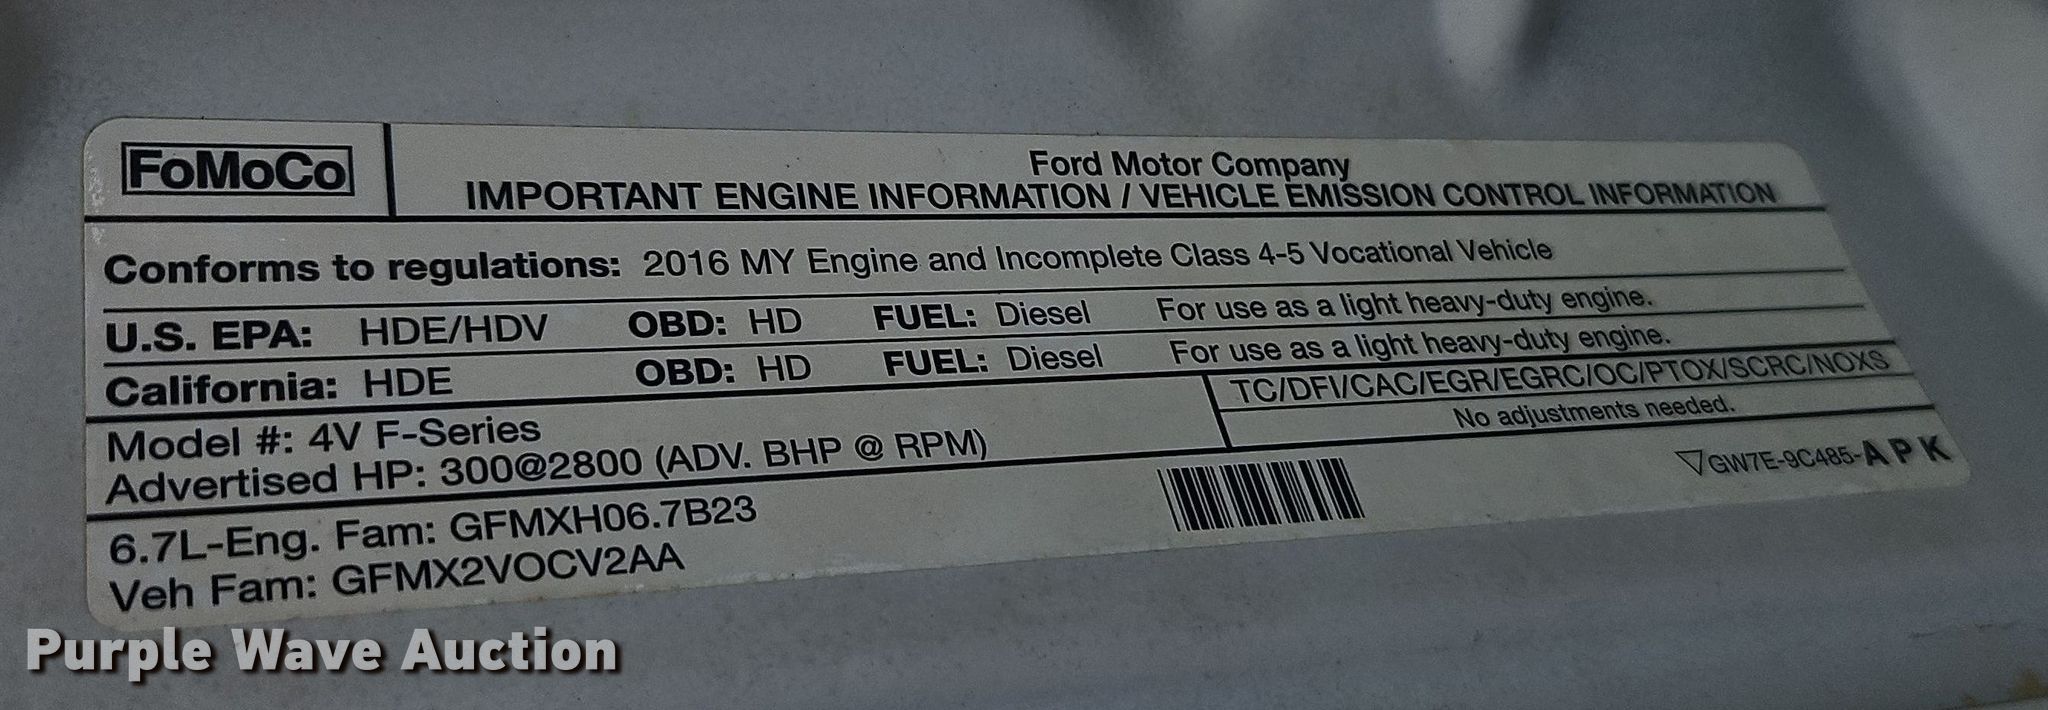 FoMoCo
Ford Motor Company
IMPORTANT ENGINE INFORMATION / VEHICLE EMISSION CONTROL INFORMATION
Conforms to regulations: 2016 MY Engine and Incomplete Class 4-5 Vocational Vehicle
U.S. EPA: HDE/HDV OBD: HD FUEL: Diesel For use as a light heavy-duty engine.
California: HDE OBD: HD FUEL: Diesel For use as a light heavy-duty engine.
Model #: 4V F-Series
Advertised HP: 300@2800 (ADV. BHP @ RPM)
TC/DFI/CAC/EGR/EGRC/OC/PTOX/SCRC/NOXS
No adjustments needed.
6.7L-Eng. Fam: GFMXH06.7B23
Veh Fam: GFMX2VOCV2AA
▽GW7E-9C485-APK
Purple Wave Auction